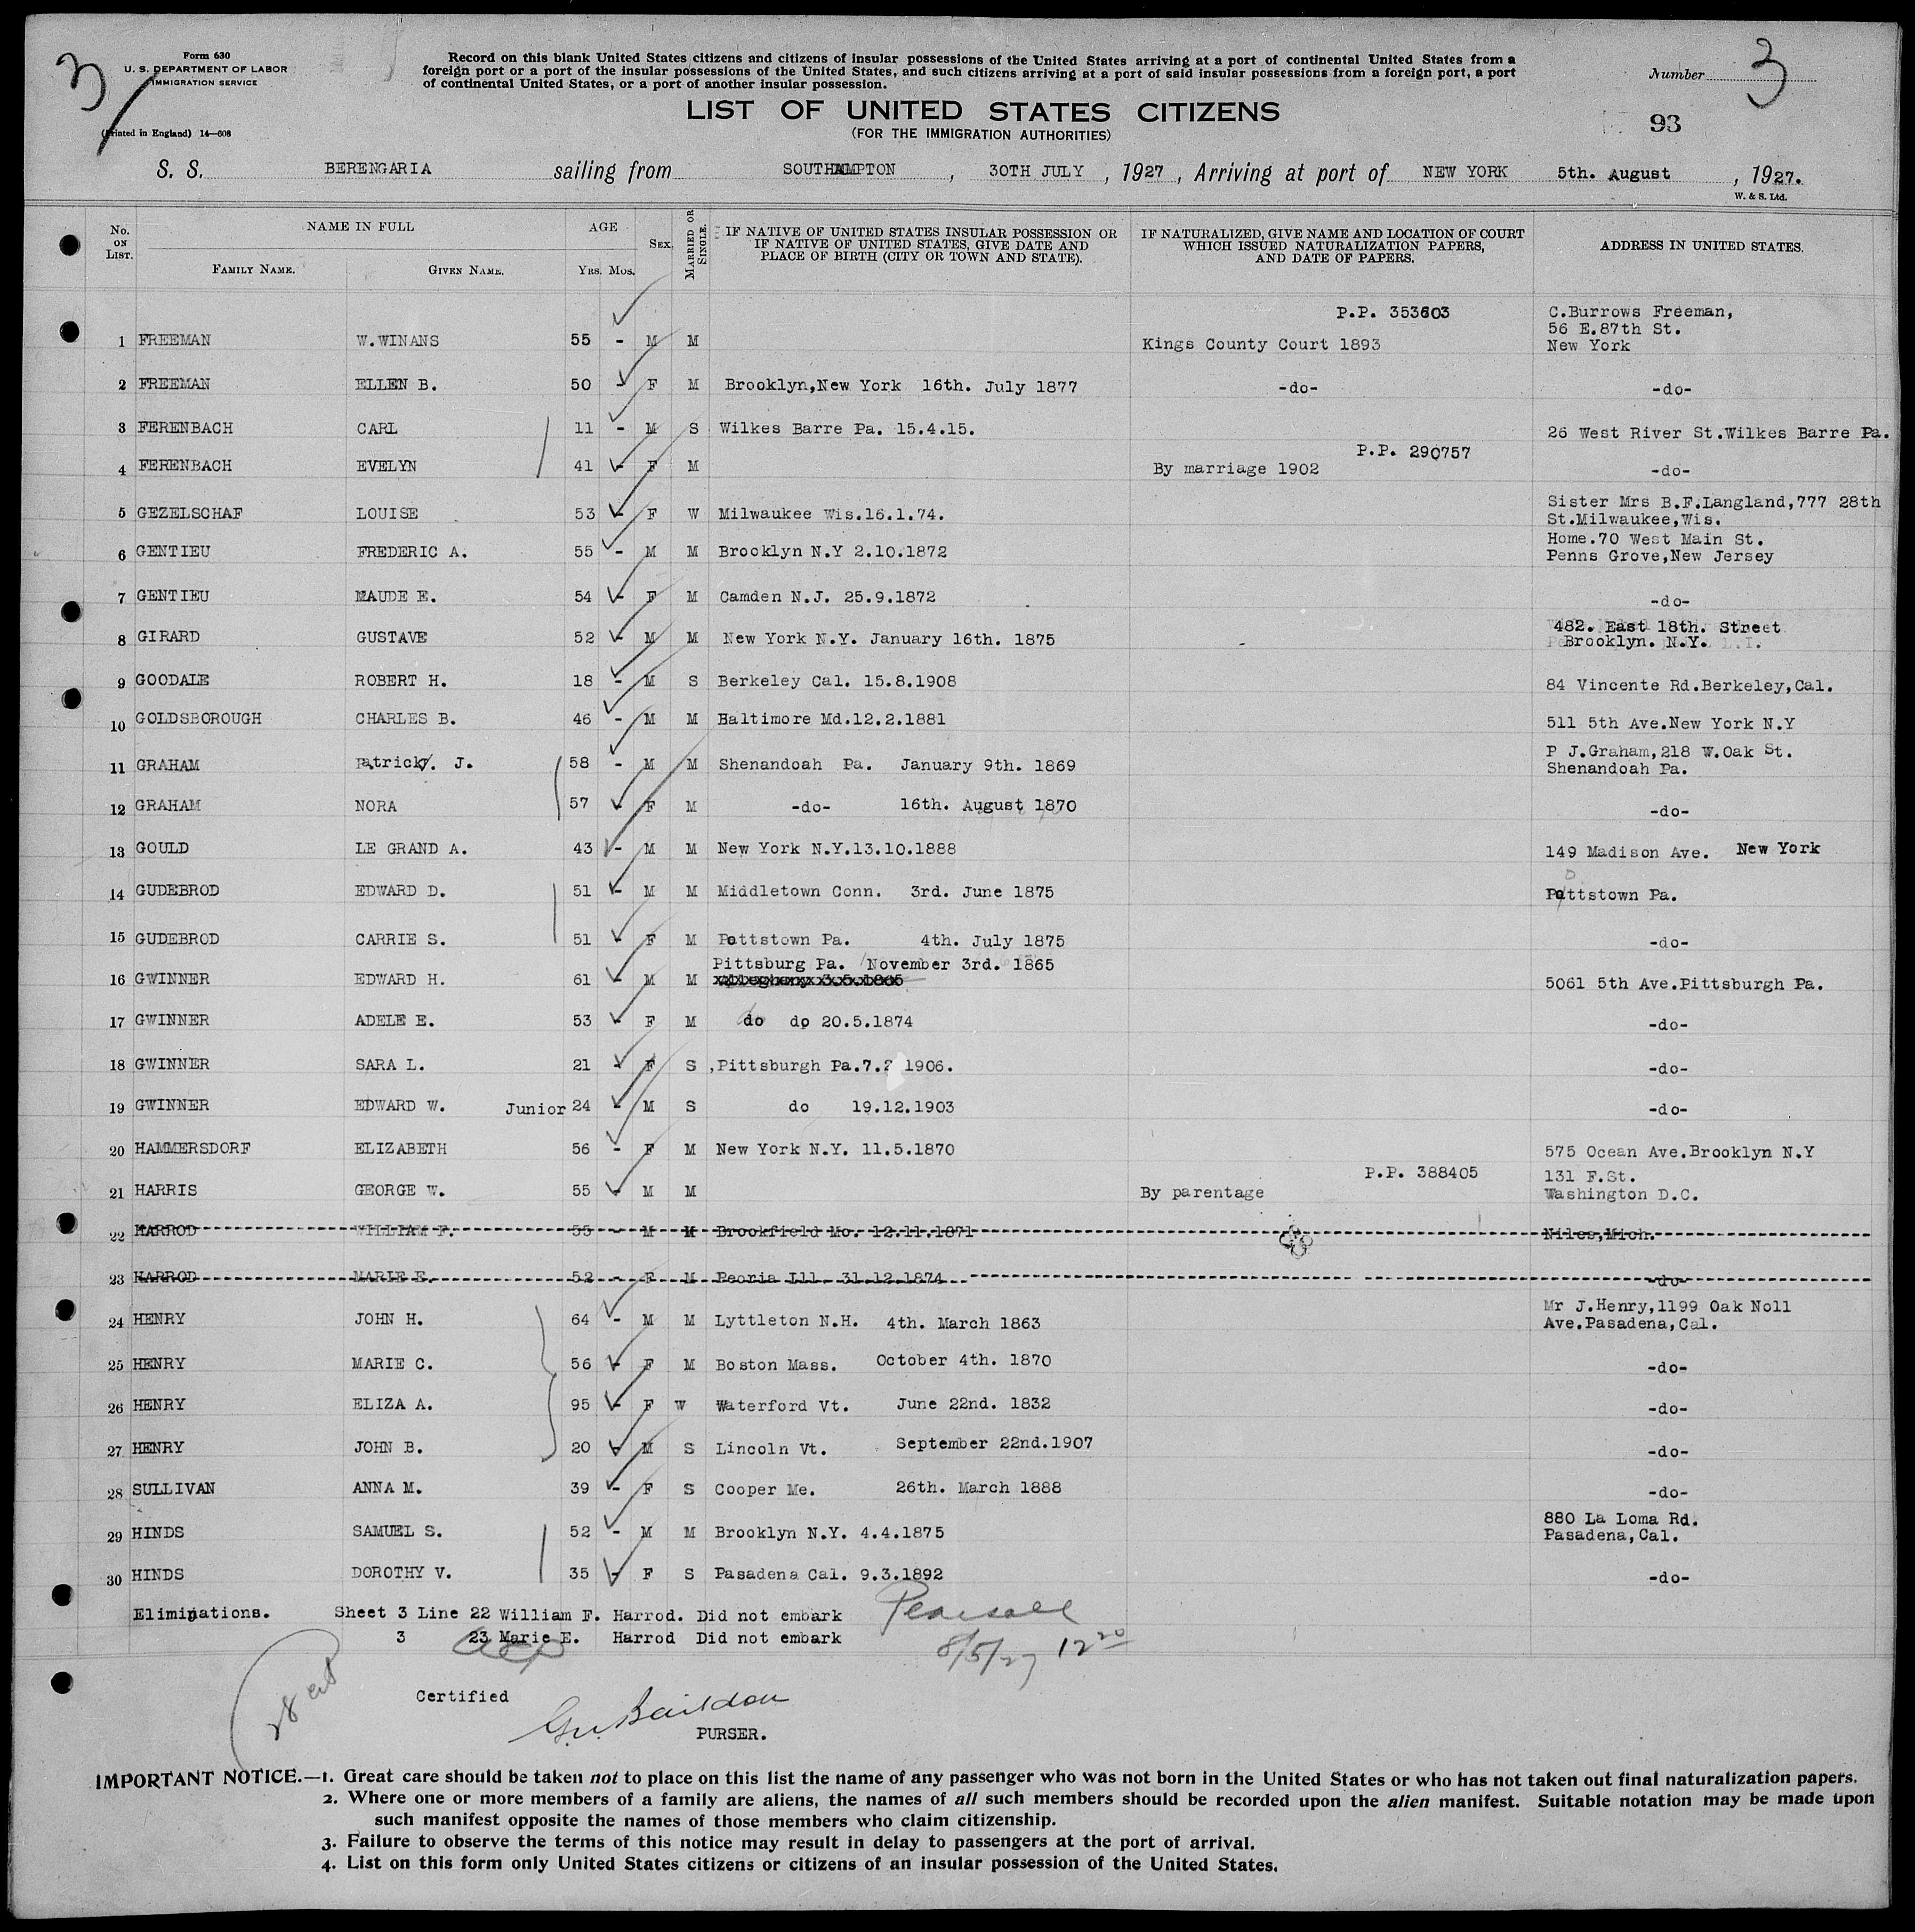 3
Form 630
U. S. DEPARTMENT OF LABOR
IMMIGRATION SERVICE
(Printed in England) 14—608
Record on this blank United States citizens and citizens of insular possessions of the United States arriving at a port of continental United States from a
foreign port or a port of the insular possessions of the United States, and such citizens arriving at a port of said insular possessions from a foreign port, a port
of continental United States, or a port of another insular possession.
Number 3
LIST OF UNITED STATES CITIZENS
(FOR THE IMMIGRATION AUTHORITIES)
93
S. S. BERENGARIA sailing from SOUTHAMPTON, 30TH JULY, 1927, Arriving at port of NEW YORK 5th. August, 1927.
W. & S. Ltd.
No. ON LIST. NAME IN FULL FAMILY NAME. GIVEN NAME. AGE YRS. MOS. SEX. MARRIED OR SINGLE. IF NATIVE OF UNITED STATES INSULAR POSSESSION OR IF NATIVE OF UNITED STATES, GIVE DATE AND PLACE OF BIRTH (CITY OR TOWN AND STATE). IF NATURALIZED, GIVE NAME AND LOCATION OF COURT WHICH ISSUED NATURALIZATION PAPERS, AND DATE OF PAPERS. ADDRESS IN UNITED STATES.
1 FREEMAN W.WINANS 55 - M M P.P. 353603 Kings County Court 1893 C.Burrows Freeman, 56 E.87th St. New York
2 FREEMAN ELLEN B. 50 - F M Brooklyn,New York 16th. July 1877 -do- -do-
3 FERENBACH CARL 11 - M S Wilkes Barre Pa. 15.4.15. 26 West River St.Wilkes Barre Pa.
4 FERENBACH EVELYN 41 - F M P.P. 290757 By marriage 1902 -do-
5 GEZELSCHAF LOUISE 53 - F W Milwaukee Wis.16.1.74. Sister Mrs B.F.Langland,777 28th St.Milwaukee,Wis.
6 GENTIEU FREDERIC A. 55 - M M Brooklyn N.Y 2.10.1872 Home.70 West Main St. Penns Grove,New Jersey
7 GENTIEU MAUDE E. 54 - F M Camden N.J. 25.9.1872 -do-
8 GIRARD GUSTAVE 52 - M M New York N.Y. January 16th. 1875 482. East 18th. Street Brooklyn. N.Y.
9 GOODALE ROBERT H. 18 - M S Berkeley Cal. 15.8.1908 84 Vincente Rd.Berkeley,Cal.
10 GOLDSBOROUGH CHARLES B. 46 - M M Baltimore Md.12.2.1881 511 5th Ave.New York N.Y
11 GRAHAM Patrick. J. 58 - M M Shenandoah Pa. January 9th. 1869 P J.Graham,218 W.Oak St. Shenandoah Pa.
12 GRAHAM NORA 57 - F M -do- 16th. August 1870 -do-
13 GOULD LE GRAND A. 43 - M M New York N.Y.13.10.1888 149 Madison Ave. New York
14 GUDEBROD EDWARD D. 51 - M M Middletown Conn. 3rd. June 1875 Pottstown Pa.
15 GUDEBROD CARRIE S. 51 - F M Pottstown Pa. 4th. July 1875 -do-
16 GWINNER EDWARD H. 61 - M M Pittsburg Pa. November 3rd. 1865 5061 5th Ave.Pittsburgh Pa.
17 GWINNER ADELE E. 53 - F M do do 20.5.1874 -do-
18 GWINNER SARA L. 21 - F S Pittsburgh Pa.7.2 1906. -do-
19 GWINNER EDWARD W. Junior 24 - M S do 19.12.1903 -do-
20 HAMMERSDORF ELIZABETH 56 - F M New York N.Y. 11.5.1870 575 Ocean Ave.Brooklyn N.Y
21 HARRIS GEORGE W. 55 - M M P.P. 388405 By parentage 131 F.St. Washington D.C.
22 HARROD WILLIAM F. 55 - M M Brookfield Mo. 12.11.1871 Niles,Mich.
23 HARROD MARIE E. 52 - F M Peoria Ill. 31.12.1874 -do-
24 HENRY JOHN H. 64 - M M Lyttleton N.H. 4th. March 1863 Mr J.Henry,1199 Oak Noll Ave.Pasadena,Cal.
25 HENRY MARIE C. 56 - F M Boston Mass. October 4th. 1870 -do-
26 HENRY ELIZA A. 95 - F W Waterford Vt. June 22nd. 1832 -do-
27 HENRY JOHN B. 20 - M S Lincoln Vt. September 22nd.1907 -do-
28 SULLIVAN ANNA M. 39 - F S Cooper Me. 26th. March 1888 -do-
29 HINDS SAMUEL S. 52 - M M Brooklyn N.Y. 4.4.1875 880 La Loma Rd. Pasadena,Cal.
30 HINDS DOROTHY V. 35 - F S Pasadena Cal. 9.3.1892 -do-
Eliminations. Sheet 3 Line 22 William F. Harrod. Did not embark
3 23 Marie E. Harrod Did not embark
8/5/27 12 20
Certified
PURSER.
IMPORTANT NOTICE.—1. Great care should be taken not to place on this list the name of any passenger who was not born in the United States or who has not taken out final naturalization papers.
2. Where one or more members of a family are aliens, the names of all such members should be recorded upon the alien manifest. Suitable notation may be made upon
such manifest opposite the names of those members who claim citizenship.
3. Failure to observe the terms of this notice may result in delay to passengers at the port of arrival.
4. List on this form only United States citizens or citizens of an insular possession of the United States.